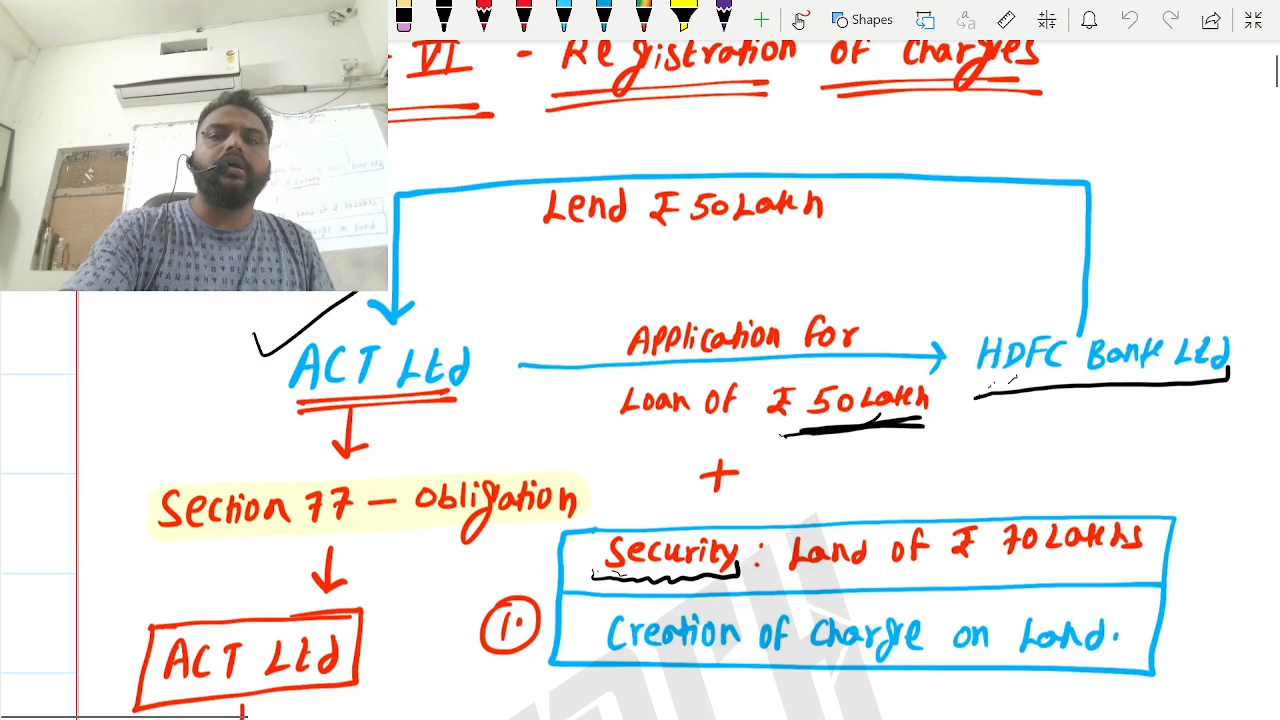 Shapes
- VI - Registration of charges
Lend ₹ 50 Lakh
ACT Ltd
Application for
HDFC Bank Ltd
Loan of ₹ 50 Lakh
+
Section 77 - obligation
Security : Land of ₹ 70 Lakhs
1.
Creation of charge on Land.
ACT Ltd